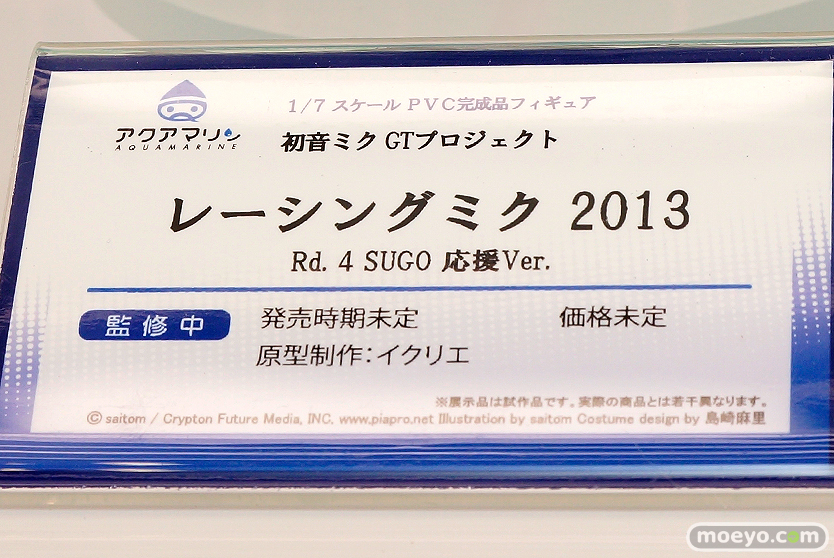 1/7 スケール PVC完成品フィギュア
アクアマリン
AQUAMARINE
初音ミク GTプロジェクト
レーシングミク 2013
Rd. 4 SUGO 応援Ver.
監修中 発売時期未定 価格未定
原型制作：イクリエ
※展示品は試作品です。実際の商品とは若干異なります。
Ⓒ saitom / Crypton Future Media, INC. www.piapro.net Illustration by saitom Costume design by 島崎麻里
moeyo.com